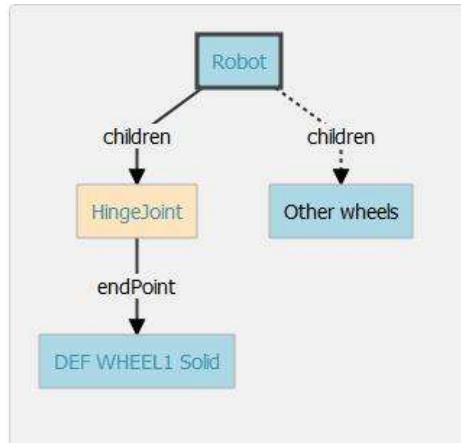 Robot
children
children
HingeJoint
Other wheels
endPoint
DEF WHEEL1 Solid